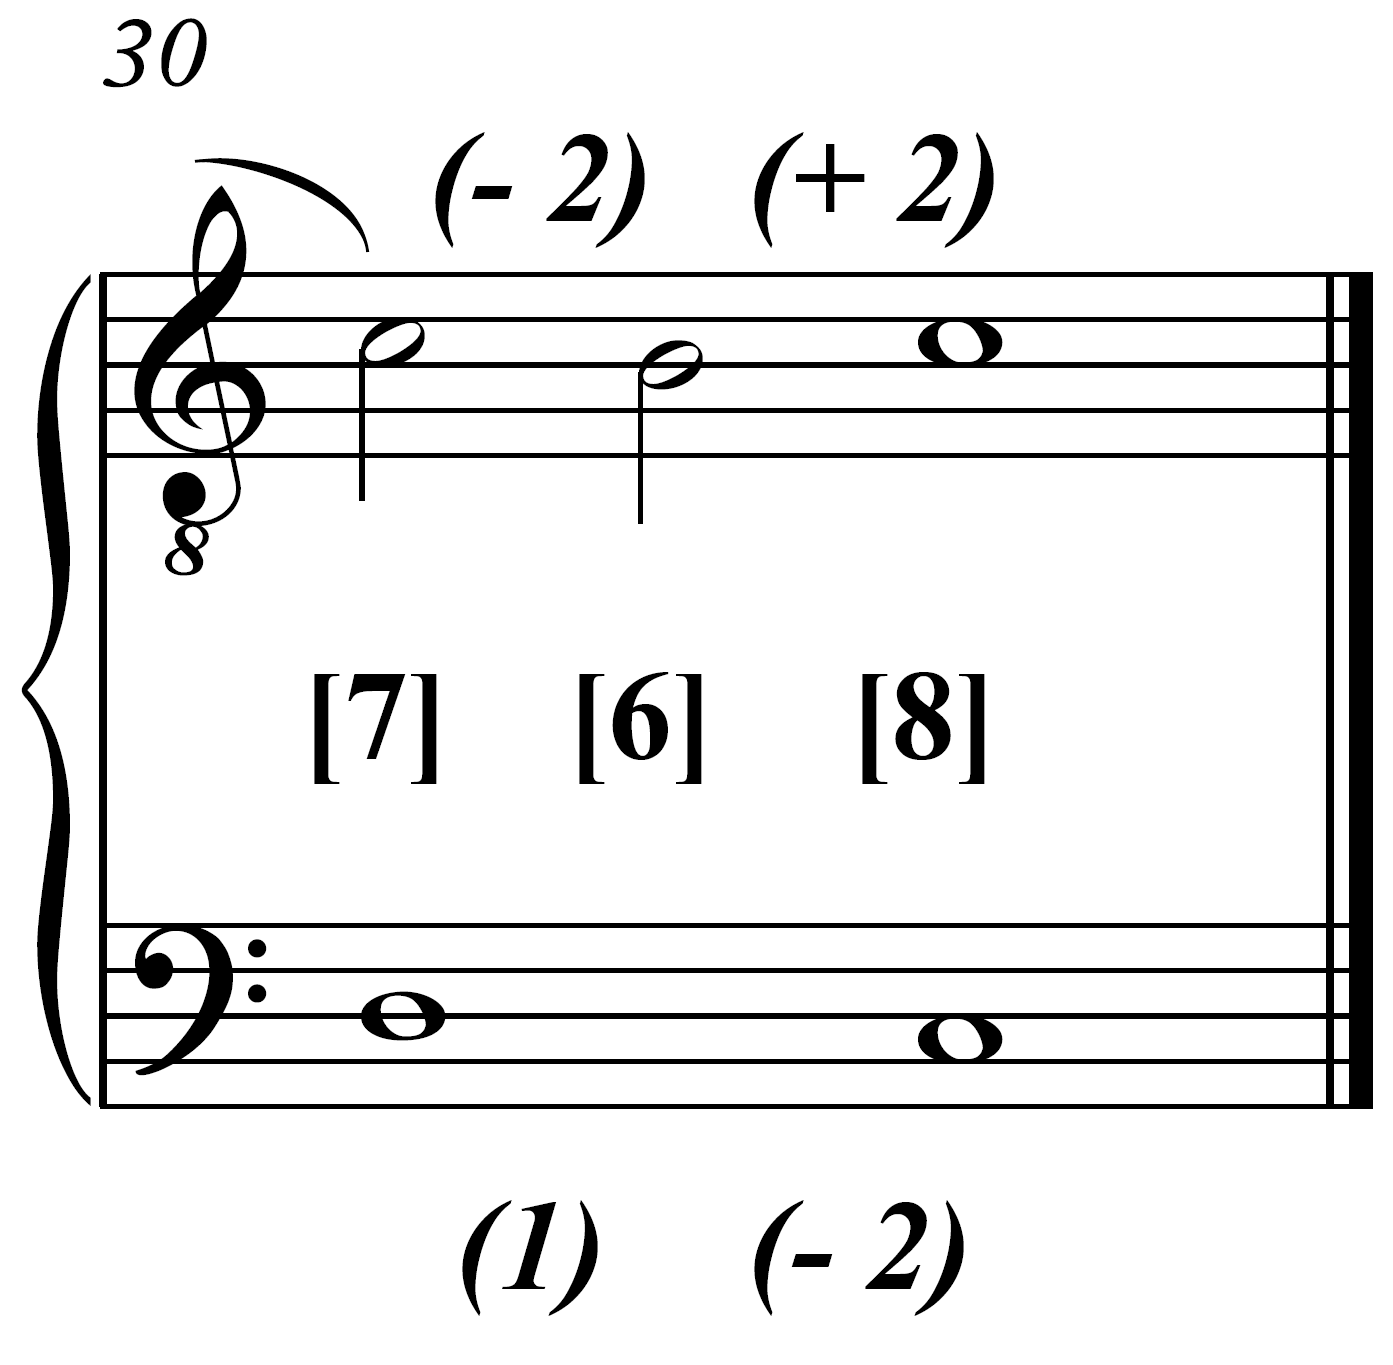 30
(- 2) (+ 2)
8
[7] [6] [8]
(1) (- 2)